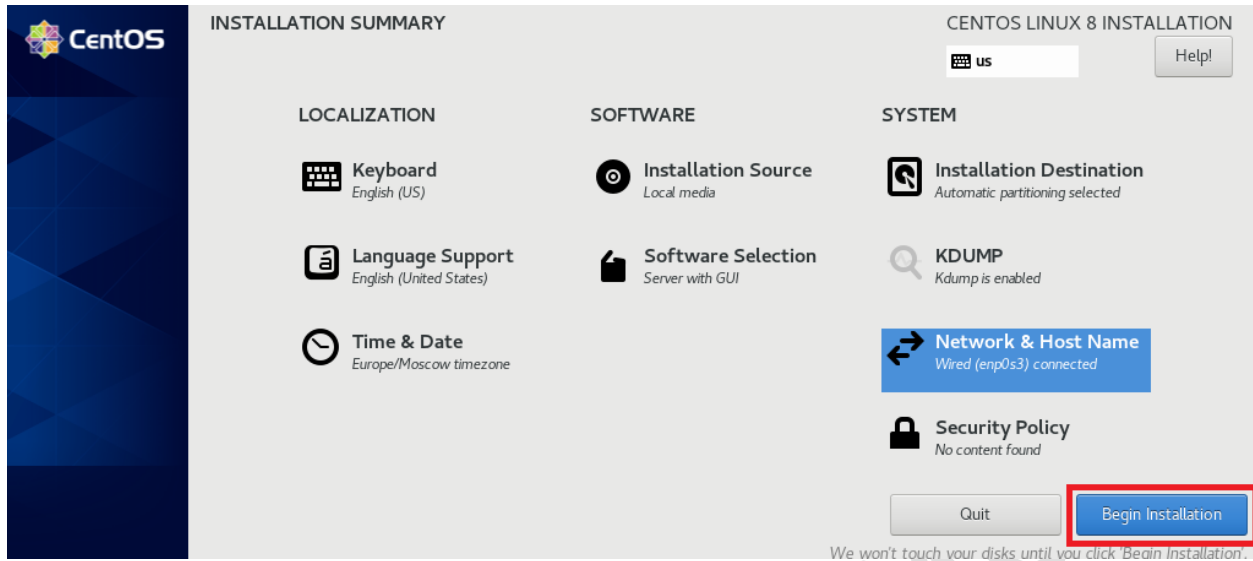 CentOS
INSTALLATION SUMMARY
CENTOS LINUX 8 INSTALLATION
us
Help!
LOCALIZATION
Keyboard
English (US)
Language Support
English (United States)
Time & Date
Europe/Moscow timezone
SOFTWARE
Installation Source
Local media
Software Selection
Server with GUI
SYSTEM
Installation Destination
Automatic partitioning selected
KDUMP
Kdump is enabled
Network & Host Name
Wired (enp0s3) connected
Security Policy
No content found
Quit
Begin Installation
We won't touch your disks until you click 'Begin Installation'.